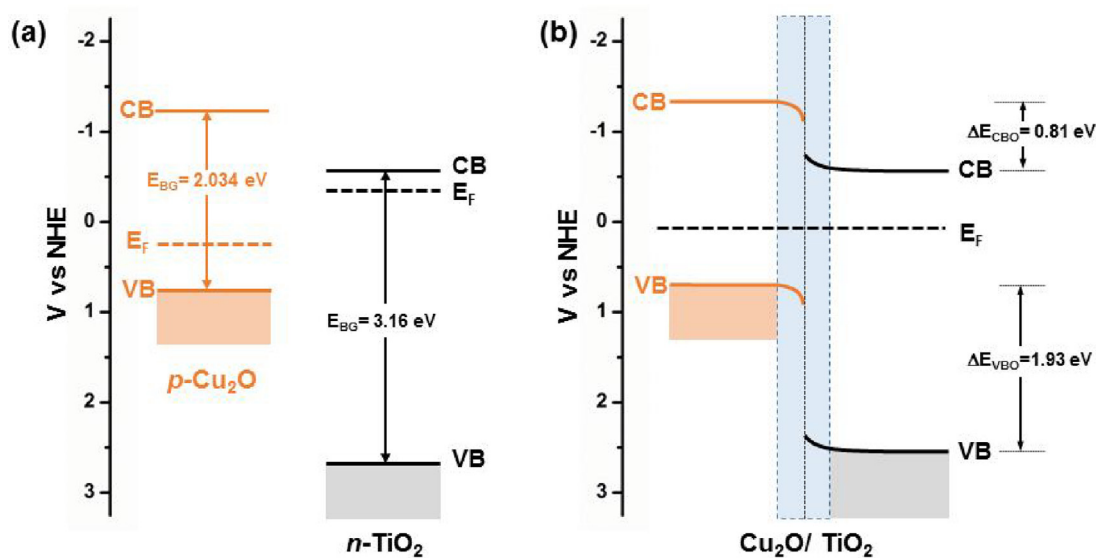 (a)
V vs NHE
-2
-1
0
1
2
3
CB
E_BG= 2.034 eV
E_F
VB
p-Cu₂O
CB
E_F
E_BG= 3.16 eV
VB
n-TiO₂
(b)
V vs NHE
-2
-1
0
1
2
3
CB
ΔE_CBO= 0.81 eV
CB
E_F
VB
ΔE_VBO=1.93 eV
VB
Cu₂O/ TiO₂